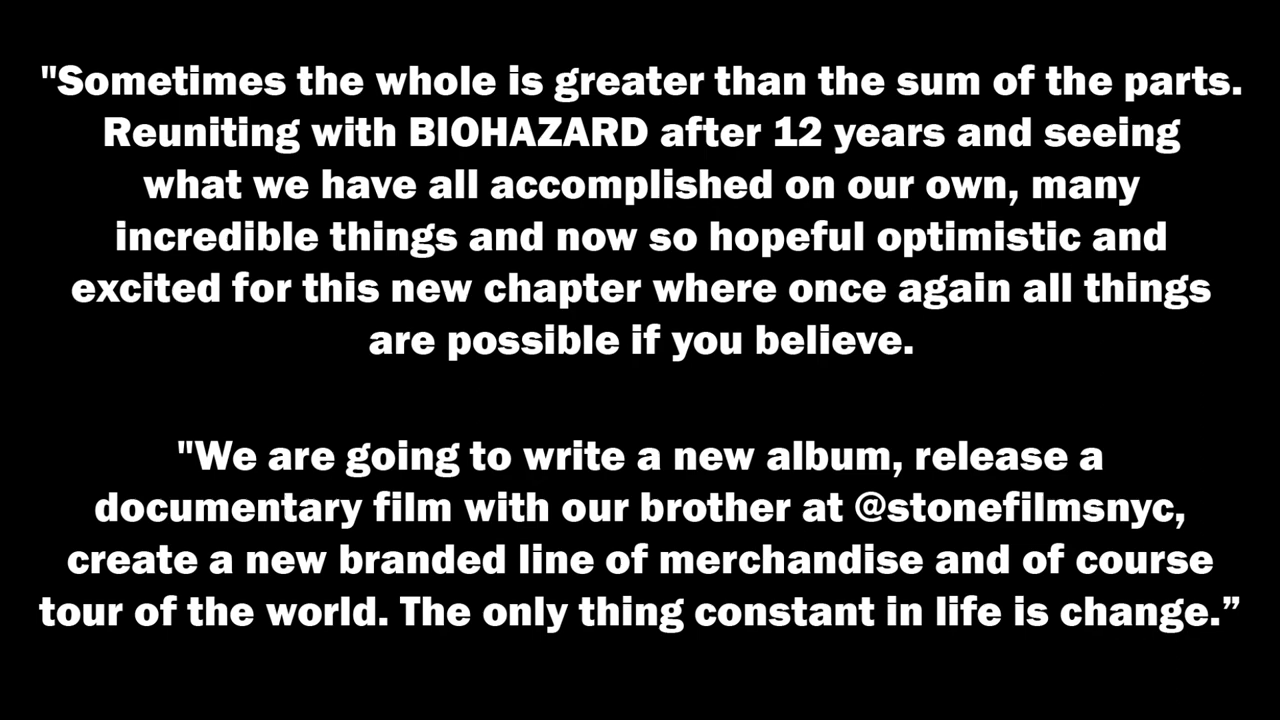 "Sometimes the whole is greater than the sum of the parts.
Reuniting with BIOHAZARD after 12 years and seeing
what we have all accomplished on our own, many
incredible things and now so hopeful optimistic and
excited for this new chapter where once again all things
are possible if you believe.
"We are going to write a new album, release a
documentary film with our brother at @stonefilmsnyc,
create a new branded line of merchandise and of course
tour of the world. The only thing constant in life is change.”